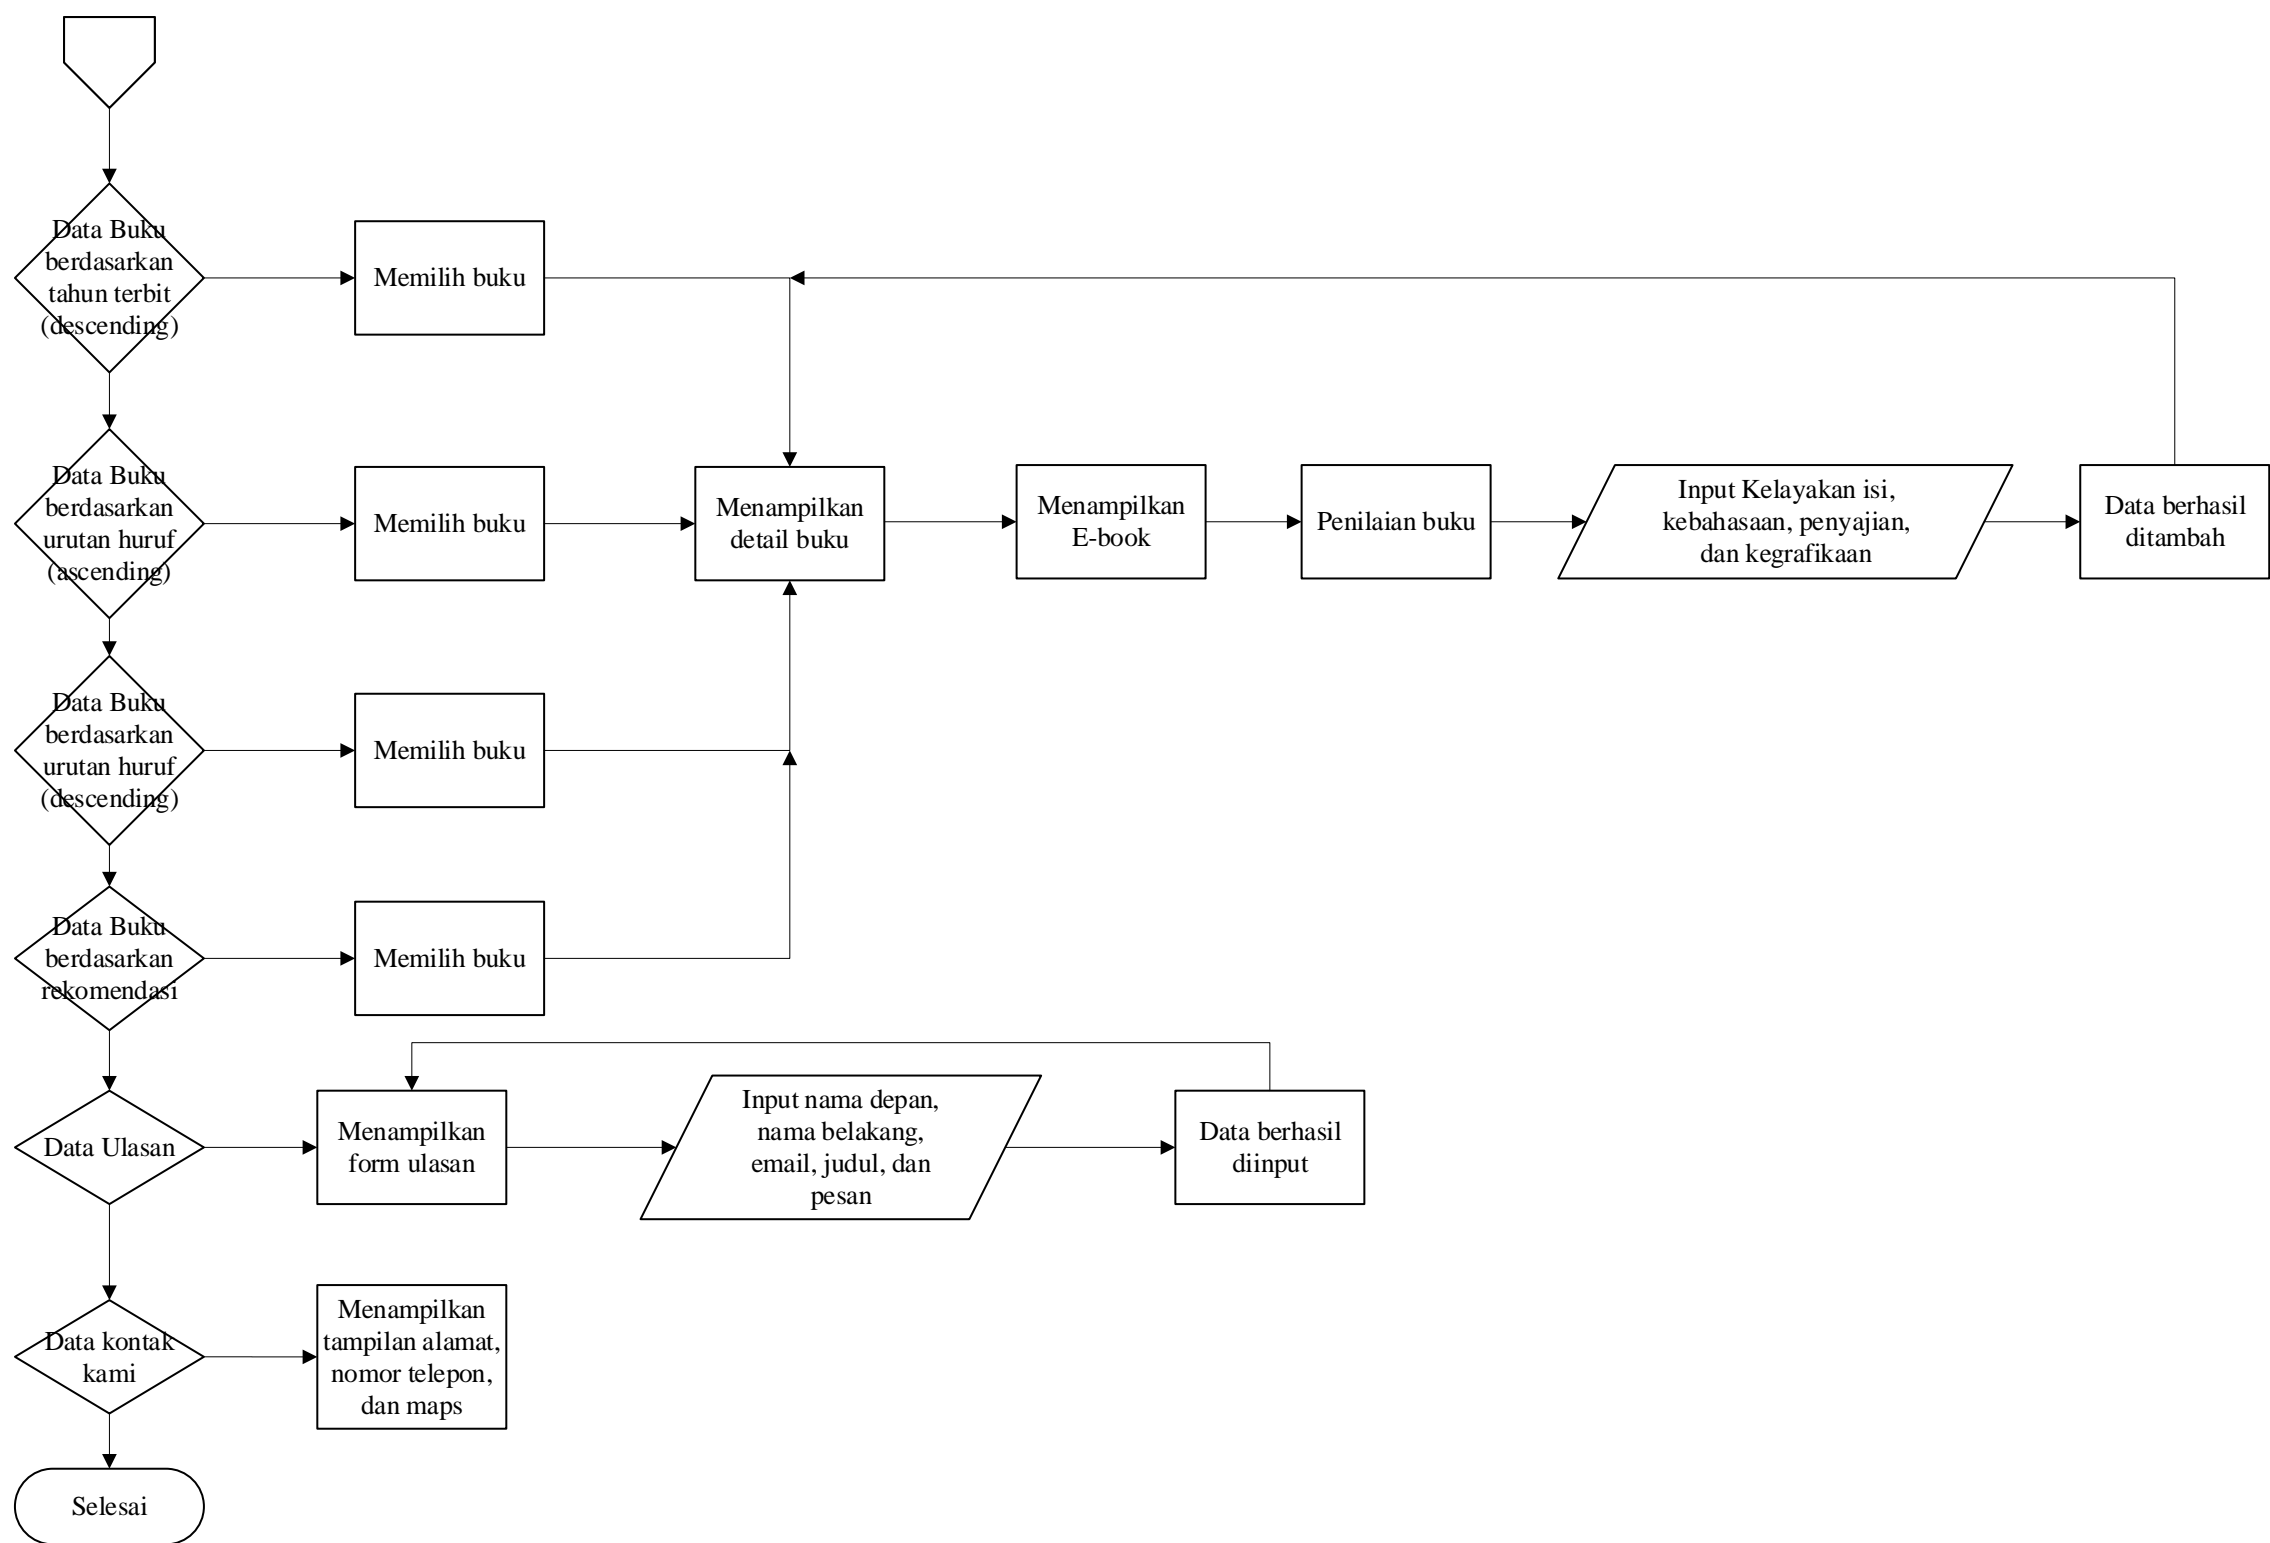 Data Buku
berdasarkan
tahun terbit
(descending)
Memilih buku
Data Buku
berdasarkan
urutan huruf
(ascending)
Memilih buku
Menampilkan
detail buku
Menampilkan
E-book
Penilaian buku
Input Kelayakan isi,
kebahasaan, penyajian,
dan kegrafikaan
Data berhasil
ditambah
Data Buku
berdasarkan
urutan huruf
(descending)
Memilih buku
Data Buku
berdasarkan
rekomendasi
Memilih buku
Data Ulasan
Menampilkan
form ulasan
Input nama depan,
nama belakang,
email, judul, dan
pesan
Data berhasil
diinput
Data kontak
kami
Menampilkan
tampilan alamat,
nomor telepon,
dan maps
Selesai